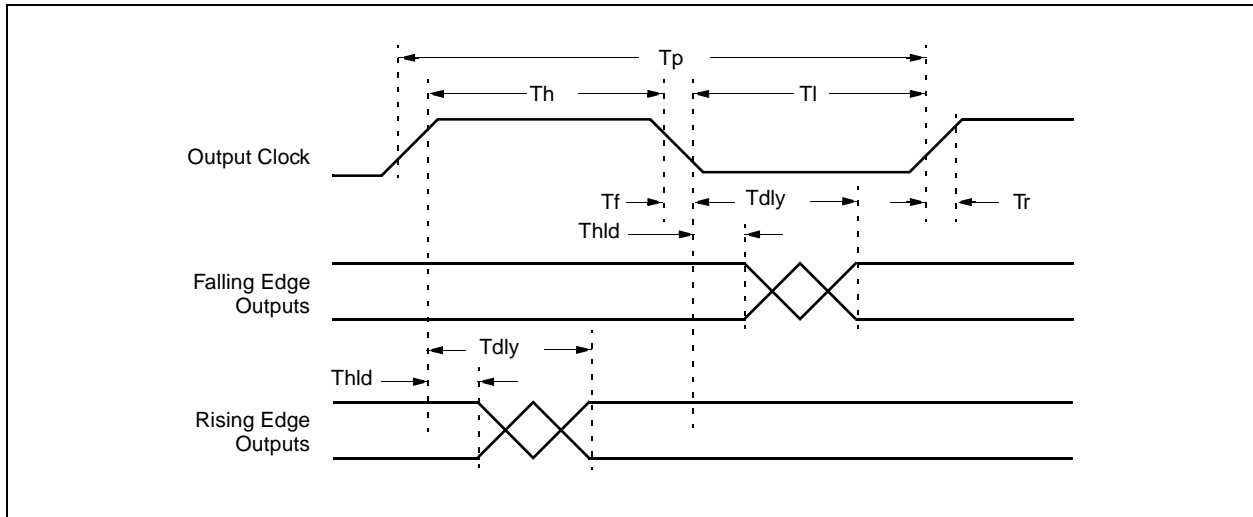 Tp
Th
Tl
Output Clock
Tf
Tdly
Tr
Thld
Falling Edge
Outputs
Tdly
Thld
Rising Edge
Outputs